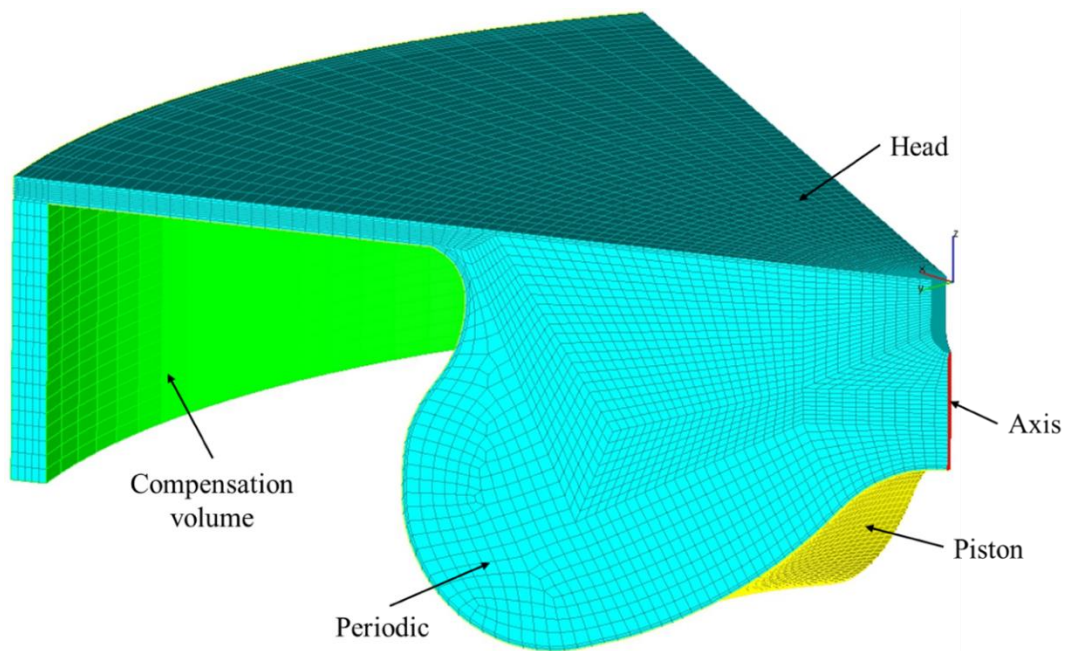 Head
z
x
y
Axis
Compensation
volume
Piston
Periodic